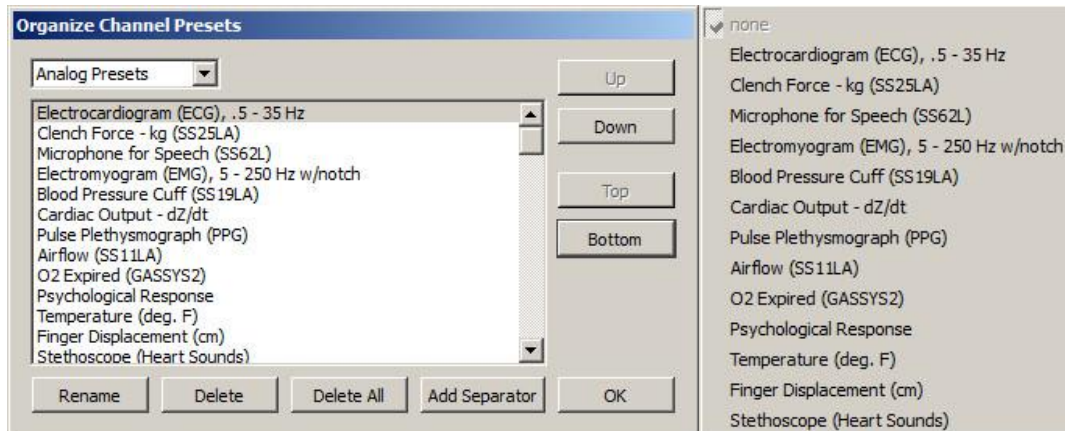 Organize Channel Presets
Analog Presets
Electrocardiogram (ECG), .5 - 35 Hz
Clench Force - kg (SS25LA)
Microphone for Speech (SS62L)
Electromyogram (EMG), 5 - 250 Hz w/notch
Blood Pressure Cuff (SS19LA)
Cardiac Output - dZ/dt
Pulse Plethysmograph (PPG)
Airflow (SS11LA)
O2 Expired (GASSYS2)
Psychological Response
Temperature (deg. F)
Finger Displacement (cm)
Stethoscope (Heart Sounds)
Up
Down
Top
Bottom
Rename
Delete
Delete All
Add Separator
OK
none
Electrocardiogram (ECG), .5 - 35 Hz
Clench Force - kg (SS25LA)
Microphone for Speech (SS62L)
Electromyogram (EMG), 5 - 250 Hz w/notch
Blood Pressure Cuff (SS19LA)
Cardiac Output - dZ/dt
Pulse Plethysmograph (PPG)
Airflow (SS11LA)
O2 Expired (GASSYS2)
Psychological Response
Temperature (deg. F)
Finger Displacement (cm)
Stethoscope (Heart Sounds)